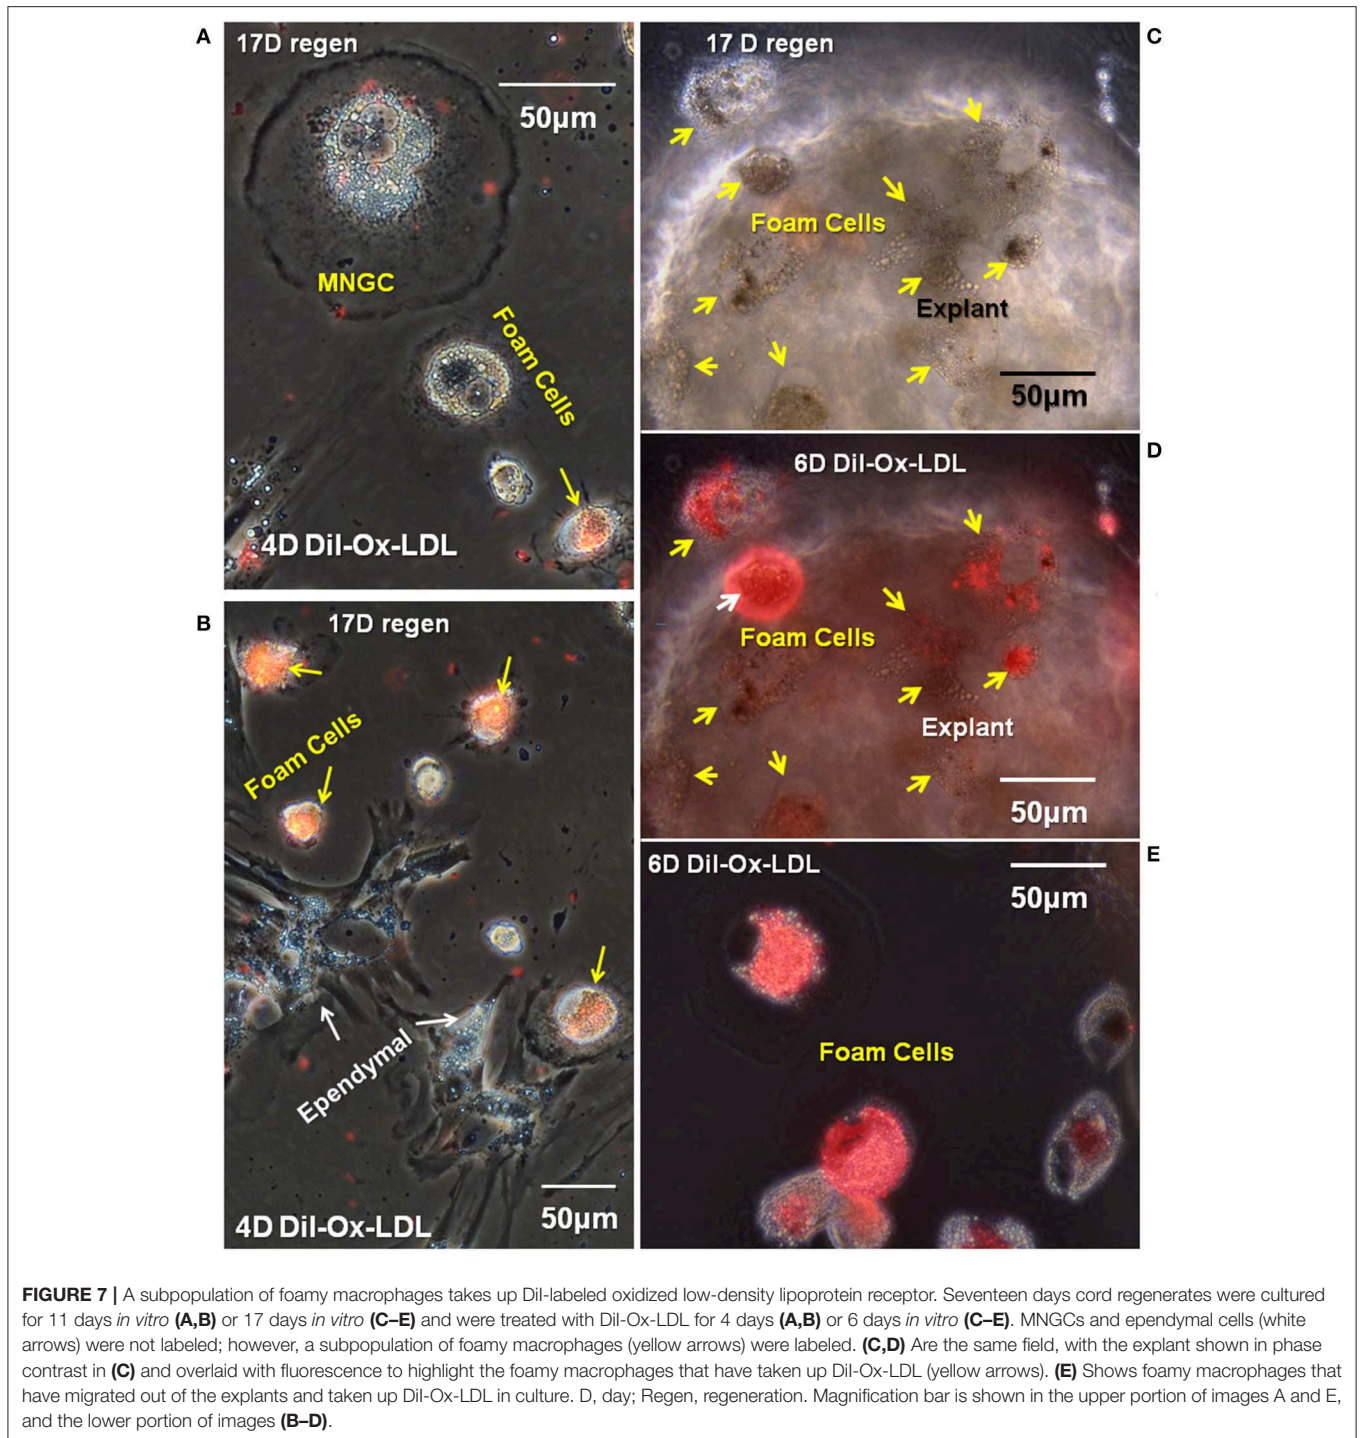 A
17D regen
50µm
MNGC
Foam Cells
4D Dil-Ox-LDL
B
17D regen
Foam Cells
Ependymal
4D Dil-Ox-LDL
50µm
C
17 D regen
Foam Cells
Explant
50µm
D
6D Dil-Ox-LDL
Foam Cells
Explant
50µm
E
6D Dil-Ox-LDL
50µm
Foam Cells
FIGURE 7 | A subpopulation of foamy macrophages takes up Dil-labeled oxidized low-density lipoprotein receptor. Seventeen days cord regenerates were cultured
for 11 days in vitro (A,B) or 17 days in vitro (C–E) and were treated with Dil-Ox-LDL for 4 days (A,B) or 6 days in vitro (C–E). MNGCs and ependymal cells (white
arrows) were not labeled; however, a subpopulation of foamy macrophages (yellow arrows) were labeled. (C,D) Are the same field, with the explant shown in phase
contrast in (C) and overlaid with fluorescence to highlight the foamy macrophages that have taken up Dil-Ox-LDL (yellow arrows). (E) Shows foamy macrophages that
have migrated out of the explants and taken up Dil-Ox-LDL in culture. D, day; Regen, regeneration. Magnification bar is shown in the upper portion of images A and E,
and the lower portion of images (B–D).